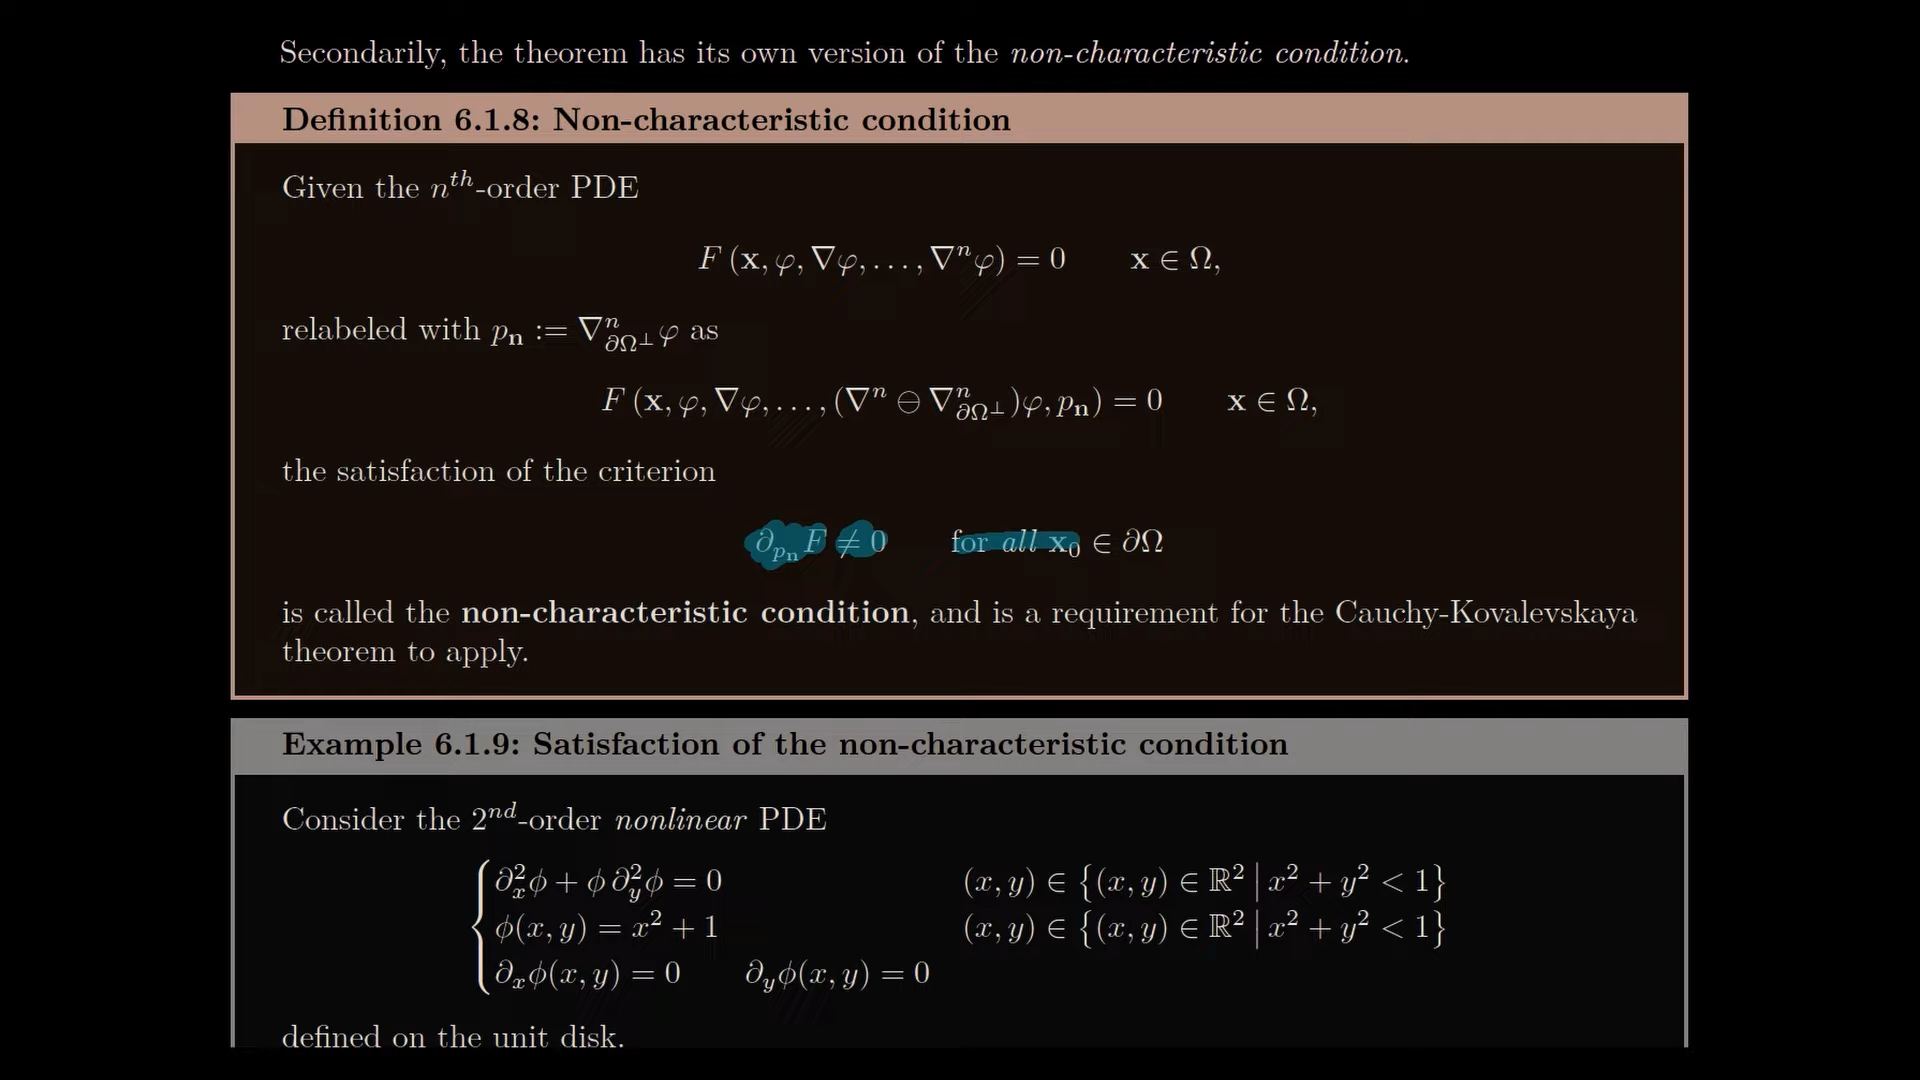 Secondarily, the theorem has its own version of the non-characteristic condition.
Definition 6.1.8: Non-characteristic condition
Given the n^{th}-order PDE
F (x, φ, ∇φ, . . . , ∇^n φ) = 0 x ∈ Ω,
relabeled with p_n := ∇^n_{∂Ω^⊥} φ as
F (x, φ, ∇φ, . . . , (∇^n ⊖ ∇^n_{∂Ω^⊥})φ, p_n) = 0 x ∈ Ω,
the satisfaction of the criterion
∂_{p_n} F ≠ 0 for all x_0 ∈ ∂Ω
is called the non-characteristic condition, and is a requirement for the Cauchy-Kovalevskaya
theorem to apply.
Example 6.1.9: Satisfaction of the non-characteristic condition
Consider the 2^{nd}-order nonlinear PDE
∂_x^2 ϕ + ϕ ∂_y^2 ϕ = 0 (x, y) ∈ {(x, y) ∈ ℝ^2 | x^2 + y^2 < 1}
ϕ(x, y) = x^2 + 1 (x, y) ∈ {(x, y) ∈ ℝ^2 | x^2 + y^2 < 1}
∂_x ϕ(x, y) = 0 ∂_y ϕ(x, y) = 0
defined on the unit disk.